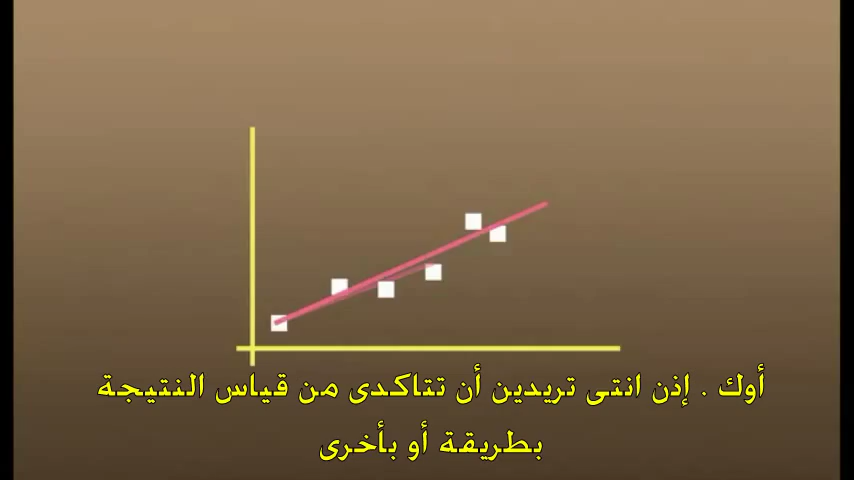 أوك . إذن انتى تريدين أن تتاكدى من قياس النتيجة
بطريقة أو بأخرى